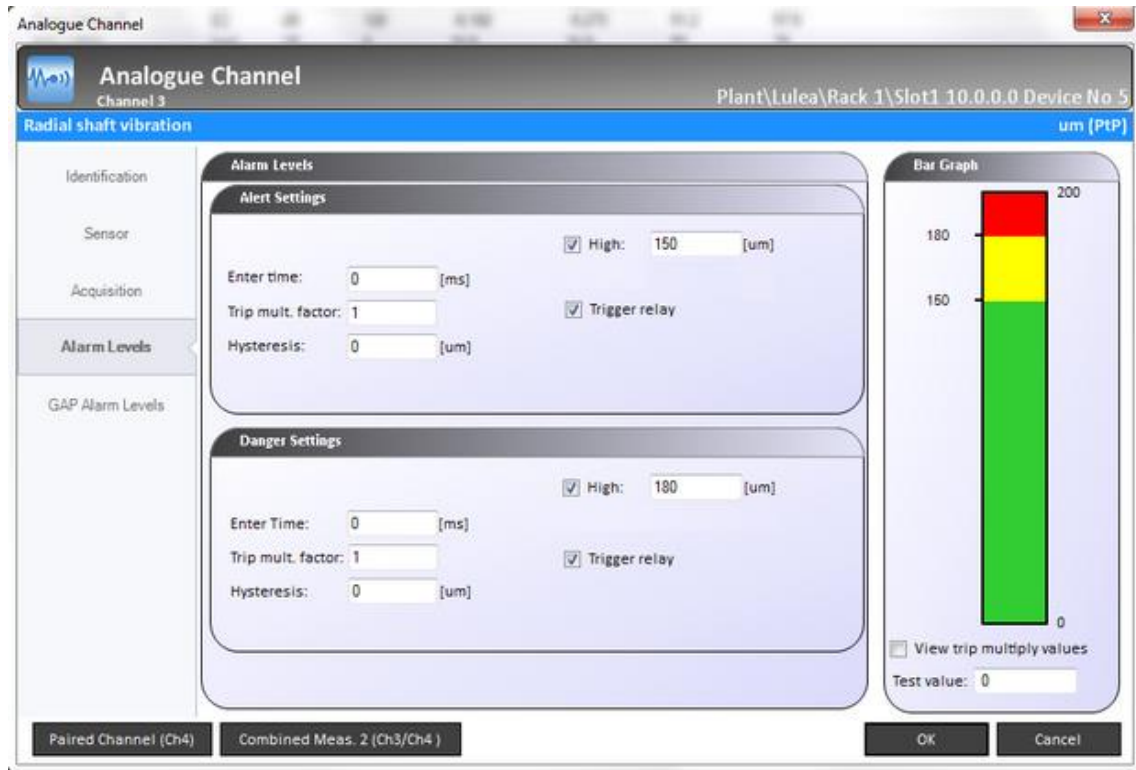 Analogue Channel
Analogue Channel
Channel 3
Plant\Lulea\Rack 1\Slot1 10.0.0.0 Device No 5
Radial shaft vibration
um (PtP)
Identification
Sensor
Acquisition
Alarm Levels
GAP Alarm Levels
Alarm Levels
Alert Settings
High: 150 [um]
Enter time: 0 [ms]
Trip mult. factor: 1
Trigger relay
Hysteresis: 0 [um]
Danger Settings
High: 180 [um]
Enter Time: 0 [ms]
Trip mult. factor: 1
Trigger relay
Hysteresis: 0 [um]
Bar Graph
200
180
150
0
View trip multiply values
Test value: 0
Paired Channel (Ch4)
Combined Meas. 2 (Ch3/Ch4 )
OK
Cancel